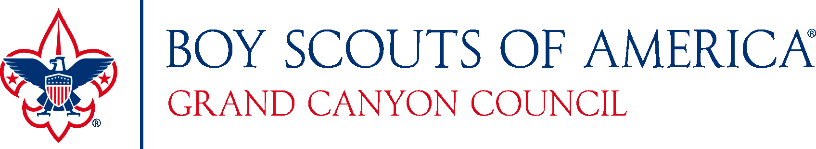 BOY SCOUTS OF AMERICA®
GRAND CANYON COUNCIL
®